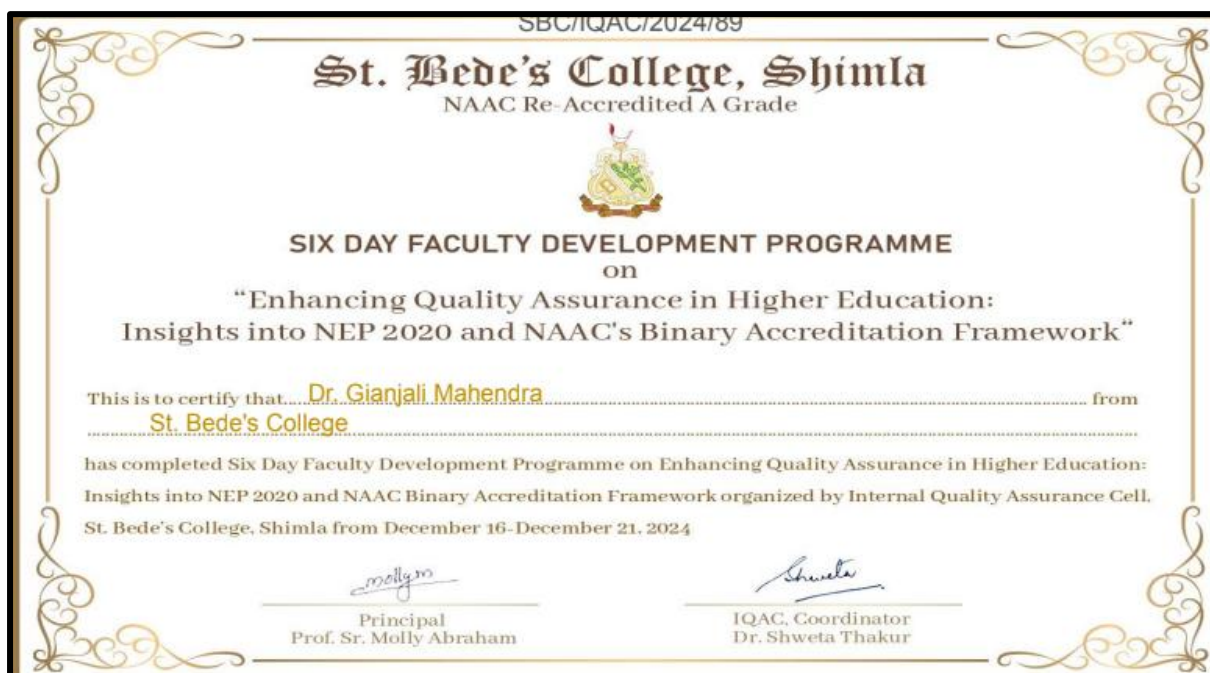 SBC/IQAC/2024/89
St. Bede's College, Shimla
NAAC Re-Accredited A Grade
SIX DAY FACULTY DEVELOPMENT PROGRAMME
on
“Enhancing Quality Assurance in Higher Education:
Insights into NEP 2020 and NAAC's Binary Accreditation Framework“
This is to certify that Dr. Gianjali Mahendra from
St. Bede's College
has completed Six Day Faculty Development Programme on Enhancing Quality Assurance in Higher Education:
Insights into NEP 2020 and NAAC Binary Accreditation Framework organized by Internal Quality Assurance Cell,
St. Bede's College, Shimla from December 16-December 21, 2024
mollym Shweta
Principal IQAC, Coordinator
Prof. Sr. Molly Abraham Dr. Shweta Thakur